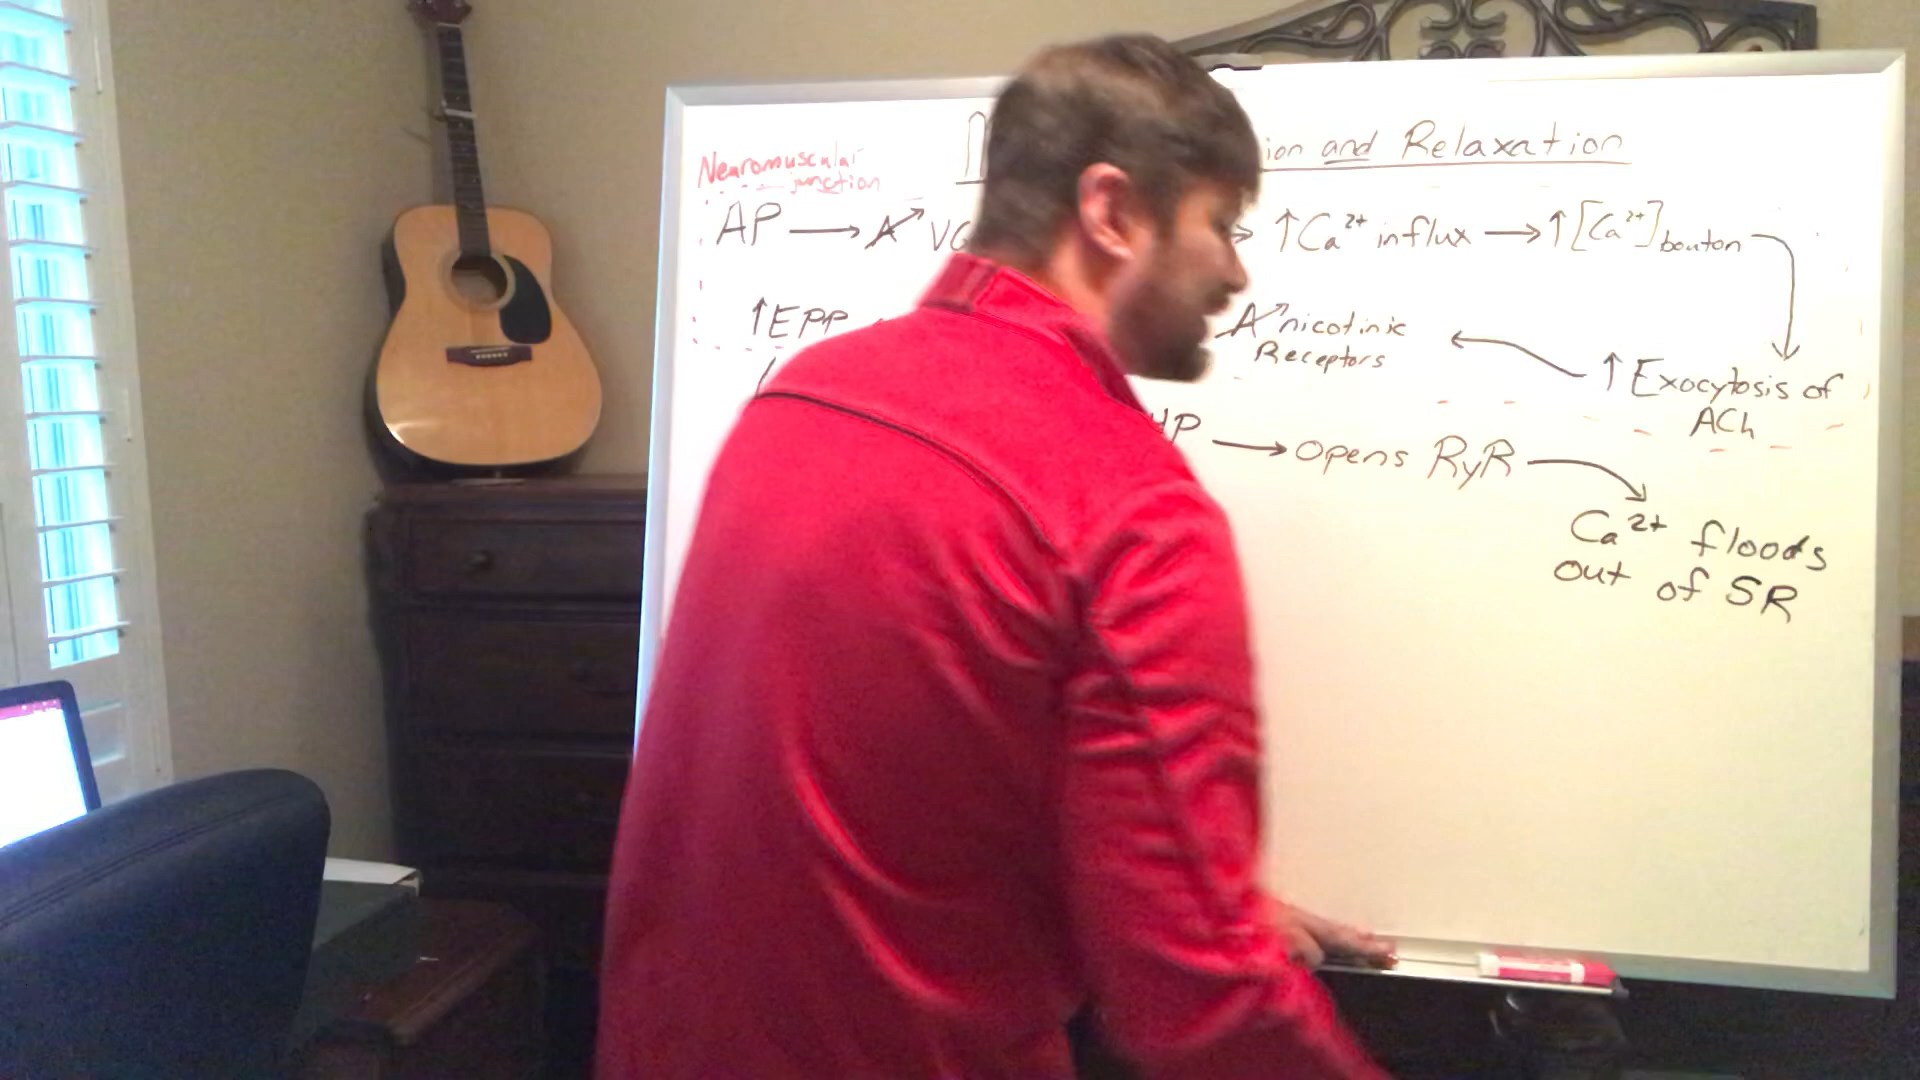 ion and Relaxation
Neuromuscular
junction
AP → A↗ VG → ↑Ca²⁺ influx → ↑[Ca²⁺]bouton
↑EPP A↗ nicotinic
Receptors
↑ Exocytosis of
ACh
HP → Opens RyR
Ca²⁺ floods
out of SR